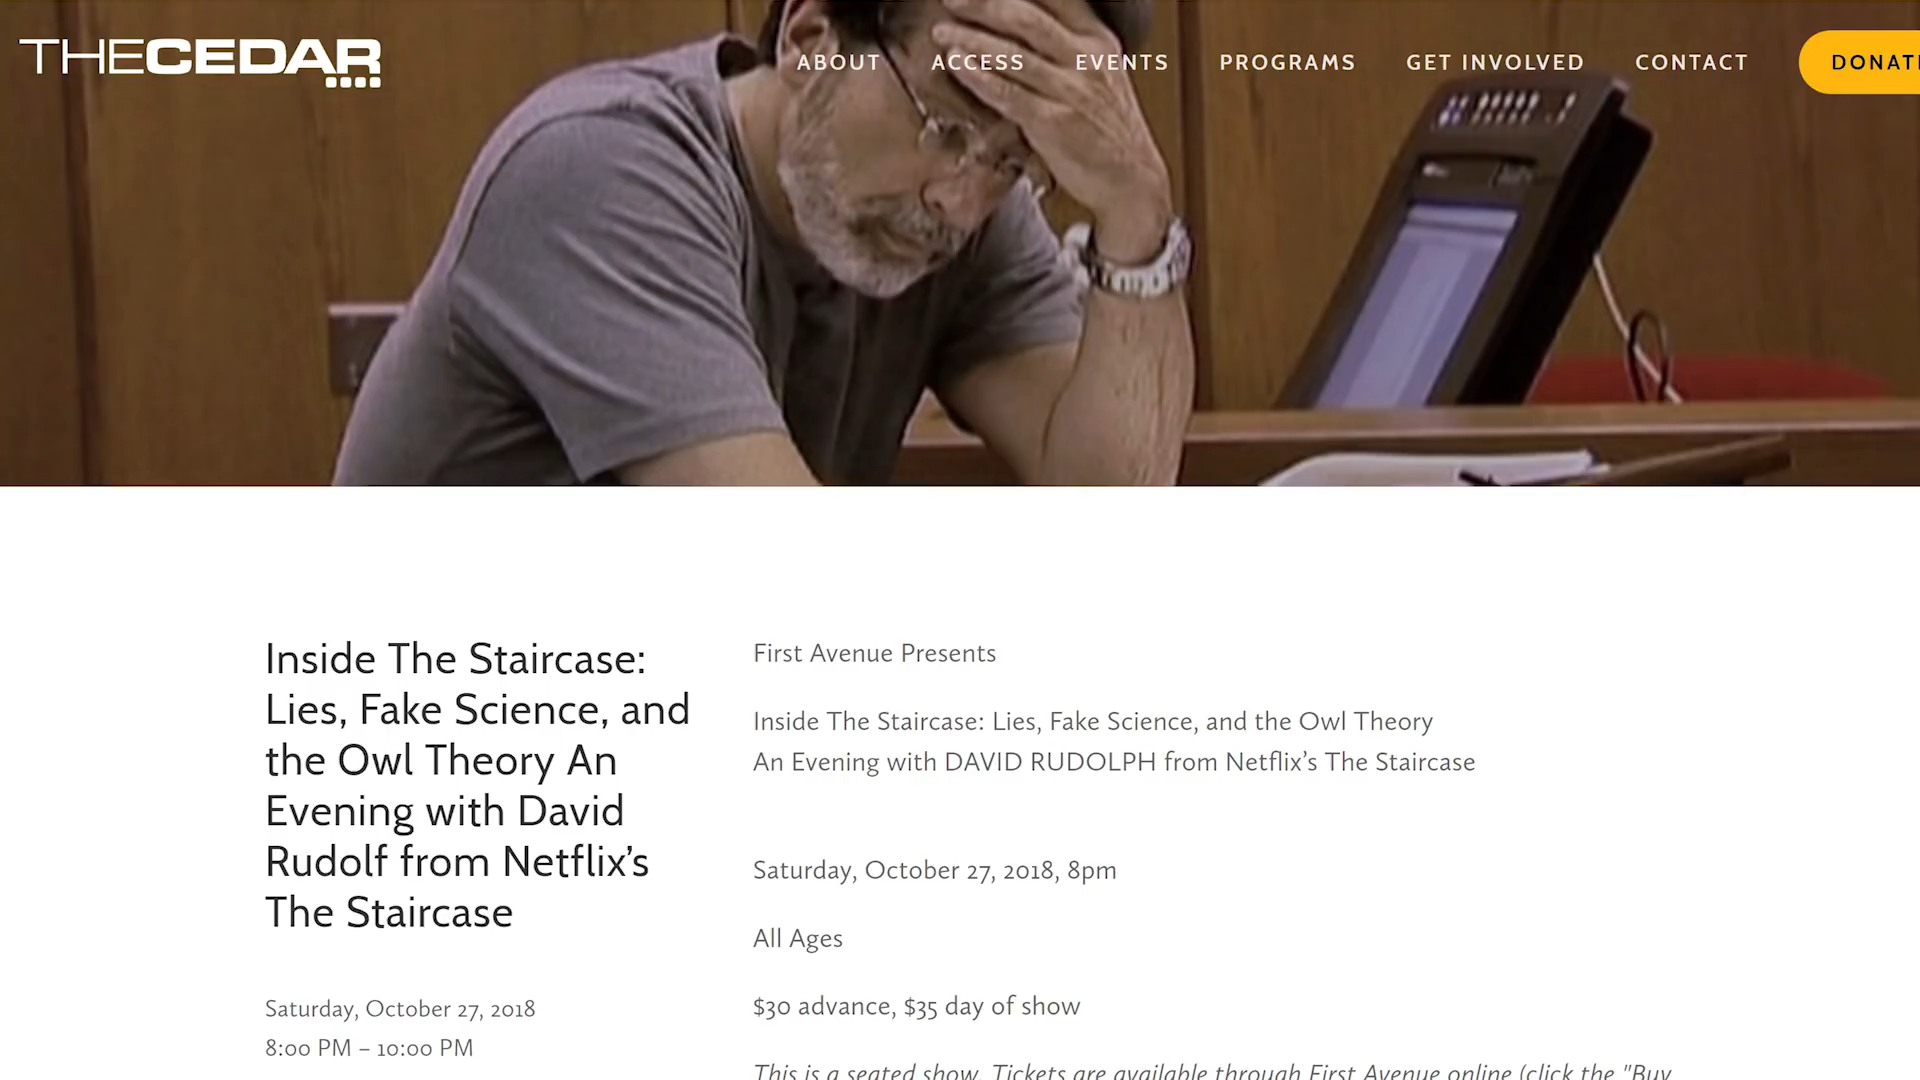 THECEDAR
ABOUT ACCESS EVENTS PROGRAMS GET INVOLVED CONTACT DONATE
Inside The Staircase:
Lies, Fake Science, and
the Owl Theory An
Evening with David
Rudolf from Netflix’s
The Staircase
Saturday, October 27, 2018
8:00 PM – 10:00 PM
First Avenue Presents
Inside The Staircase: Lies, Fake Science, and the Owl Theory
An Evening with DAVID RUDOLPH from Netflix’s The Staircase
Saturday, October 27, 2018, 8pm
All Ages
$30 advance, $35 day of show
This is a seated show. Tickets are available through First Avenue online (click the "Buy